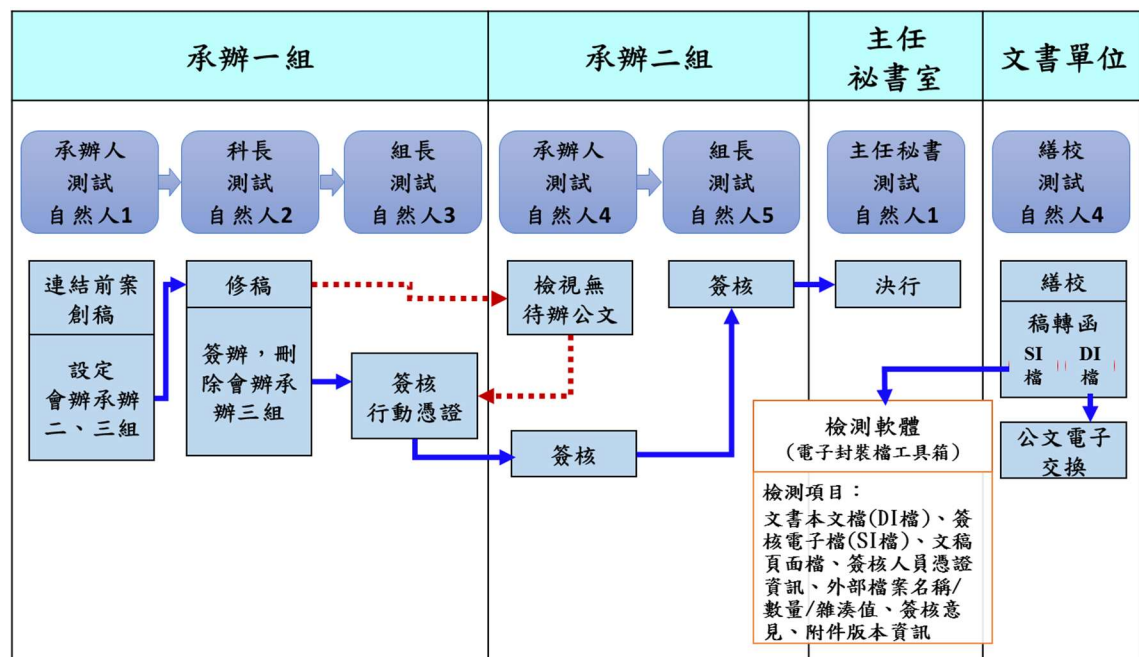 承辦一組
承辦二組
主任
祕書室
文書單位
承辦人
測試
自然人1
科長
測試
自然人2
組長
測試
自然人3
承辦人
測試
自然人4
組長
測試
自然人5
主任秘書
測試
自然人1
繕校
測試
自然人4
連結前案
創稿
設定
會辦承辦
二、三組
修稿
簽辦，刪
除會辦承
辦三組
簽核
行動憑證
檢視無
待辦公文
簽核
簽核
決行
繕校
稿轉函
SI
檔
DI
檔
公文電子
交換
檢測軟體
(電子封裝檔工具箱)
檢測項目：
文書本文檔(DI檔)、簽
核電子檔(SI檔)、文稿
頁面檔、簽核人員憑證
資訊、外部檔案名稱/
數量/雜湊值、簽核意
見、附件版本資訊